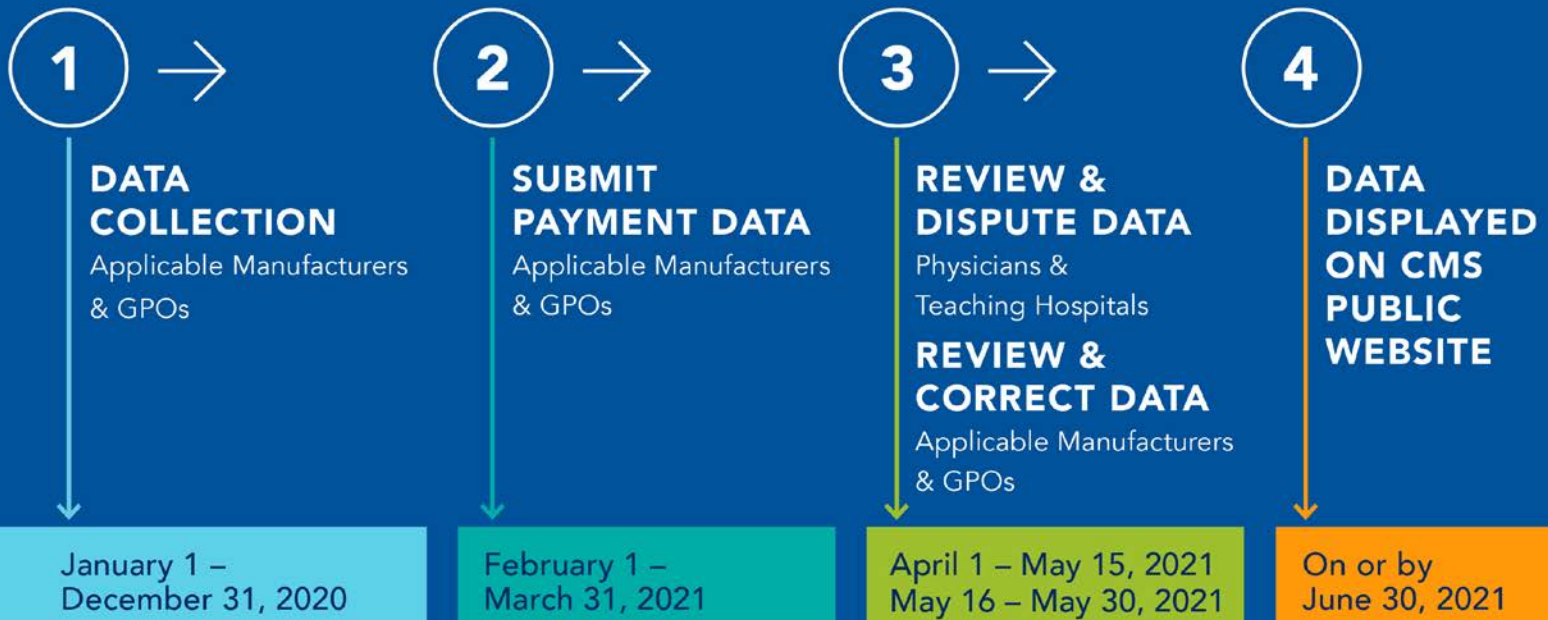 1
DATA
COLLECTION
Applicable Manufacturers
& GPOs
January 1 –
December 31, 2020
2
SUBMIT
PAYMENT DATA
Applicable Manufacturers
& GPOs
February 1 –
March 31, 2021
3
REVIEW &
DISPUTE DATA
Physicians &
Teaching Hospitals
REVIEW &
CORRECT DATA
Applicable Manufacturers
& GPOs
April 1 – May 15, 2021
May 16 – May 30, 2021
4
DATA
DISPLAYED
ON CMS
PUBLIC
WEBSITE
On or by
June 30, 2021